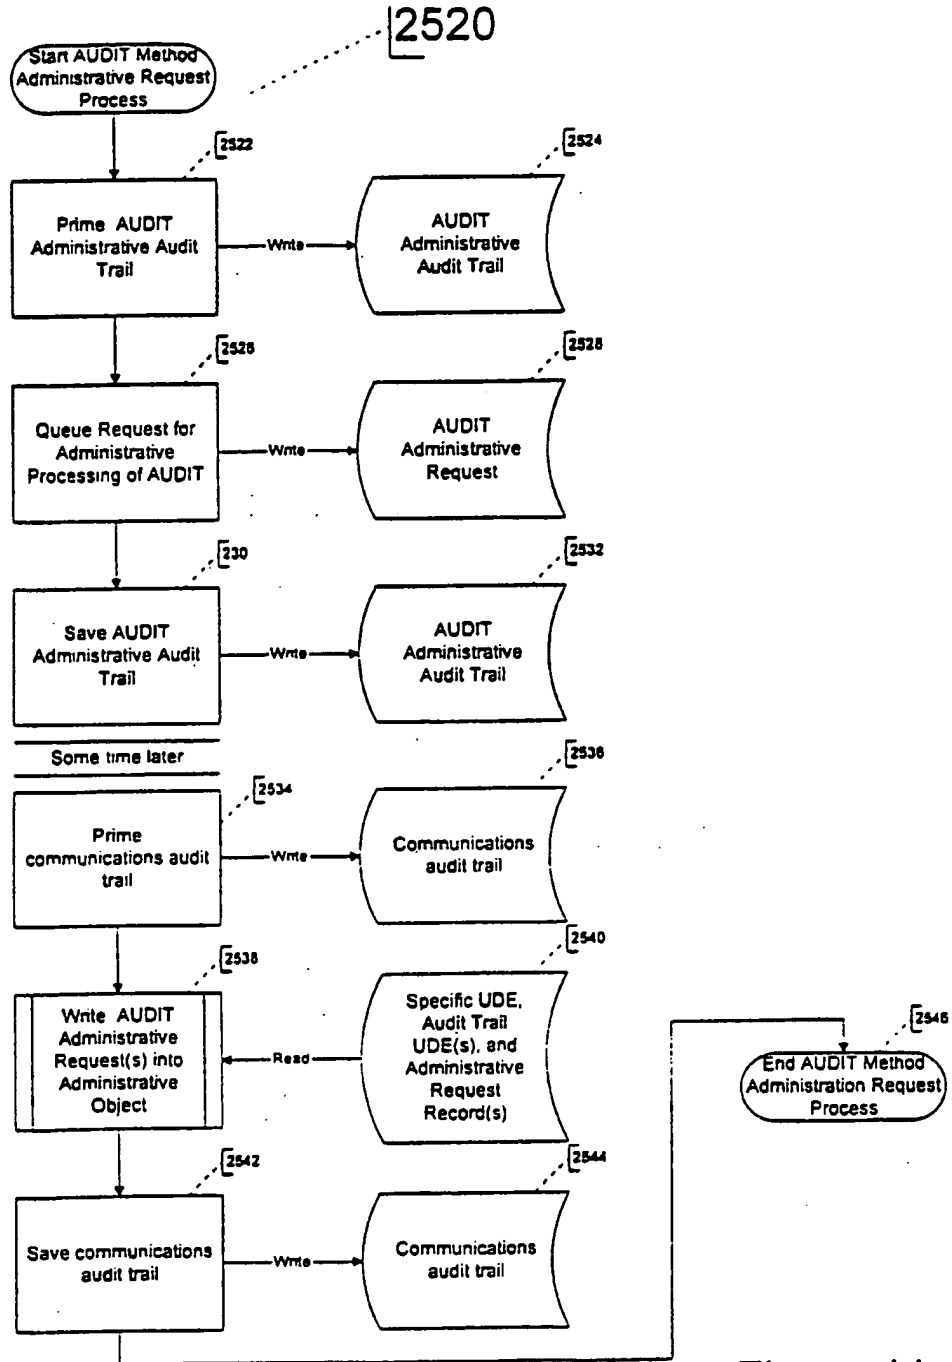 2520
Start AUDIT Method
Administrative Request
Process
2522
2524
Prime AUDIT
Administrative Audit
Trail
Write
AUDIT
Administrative
Audit Trail
2526
2528
Queue Request for
Administrative
Processing of AUDIT
Write
AUDIT
Administrative
Request
230
2532
Save AUDIT
Administrative Audit
Trail
Write
AUDIT
Administrative
Audit Trail
Some time later
2534
2536
Prime
communications audit
trail
Write
Communications
audit trail
2538
2540
Write AUDIT
Administrative
Request(s) into
Administrative
Object
Read
Specific UDE,
Audit Trail
UDE(s), and
Administrative
Request
Record(s)
2546
End AUDIT Method
Administration Request
Process
2542
2544
Save communications
audit trail
Write
Communications
audit trail